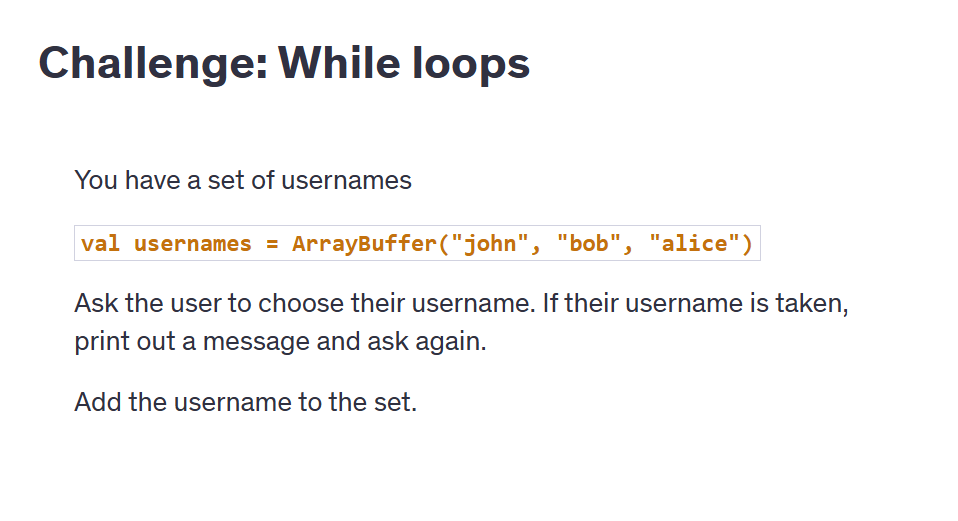 Challenge: While loops
You have a set of usernames
val usernames = ArrayBuffer("john", "bob", "alice")
Ask the user to choose their username. If their username is taken,
print out a message and ask again.
Add the username to the set.